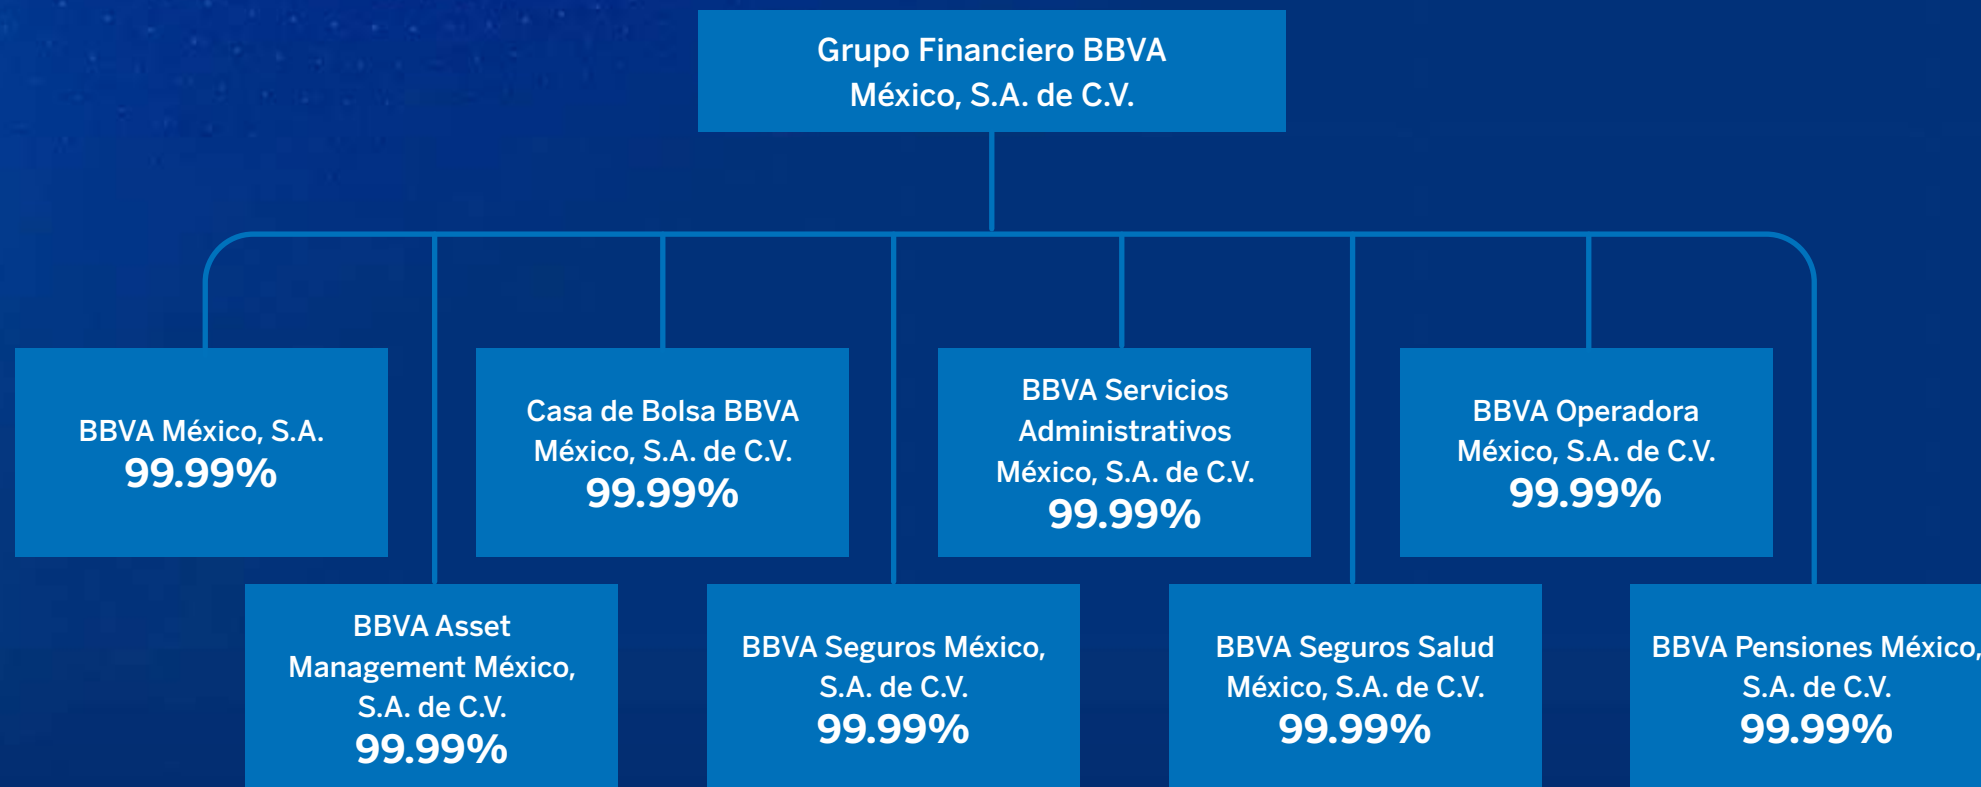 Grupo Financiero BBVA
México, S.A. de C.V.
BBVA México, S.A.
99.99%
Casa de Bolsa BBVA
México, S.A. de C.V.
99.99%
BBVA Servicios
Administrativos
México, S.A. de C.V.
99.99%
BBVA Operadora
México, S.A. de C.V.
99.99%
BBVA Asset
Management México,
S.A. de C.V.
99.99%
BBVA Seguros México,
S.A. de C.V.
99.99%
BBVA Seguros Salud
México, S.A. de C.V.
99.99%
BBVA Pensiones México,
S.A. de C.V.
99.99%